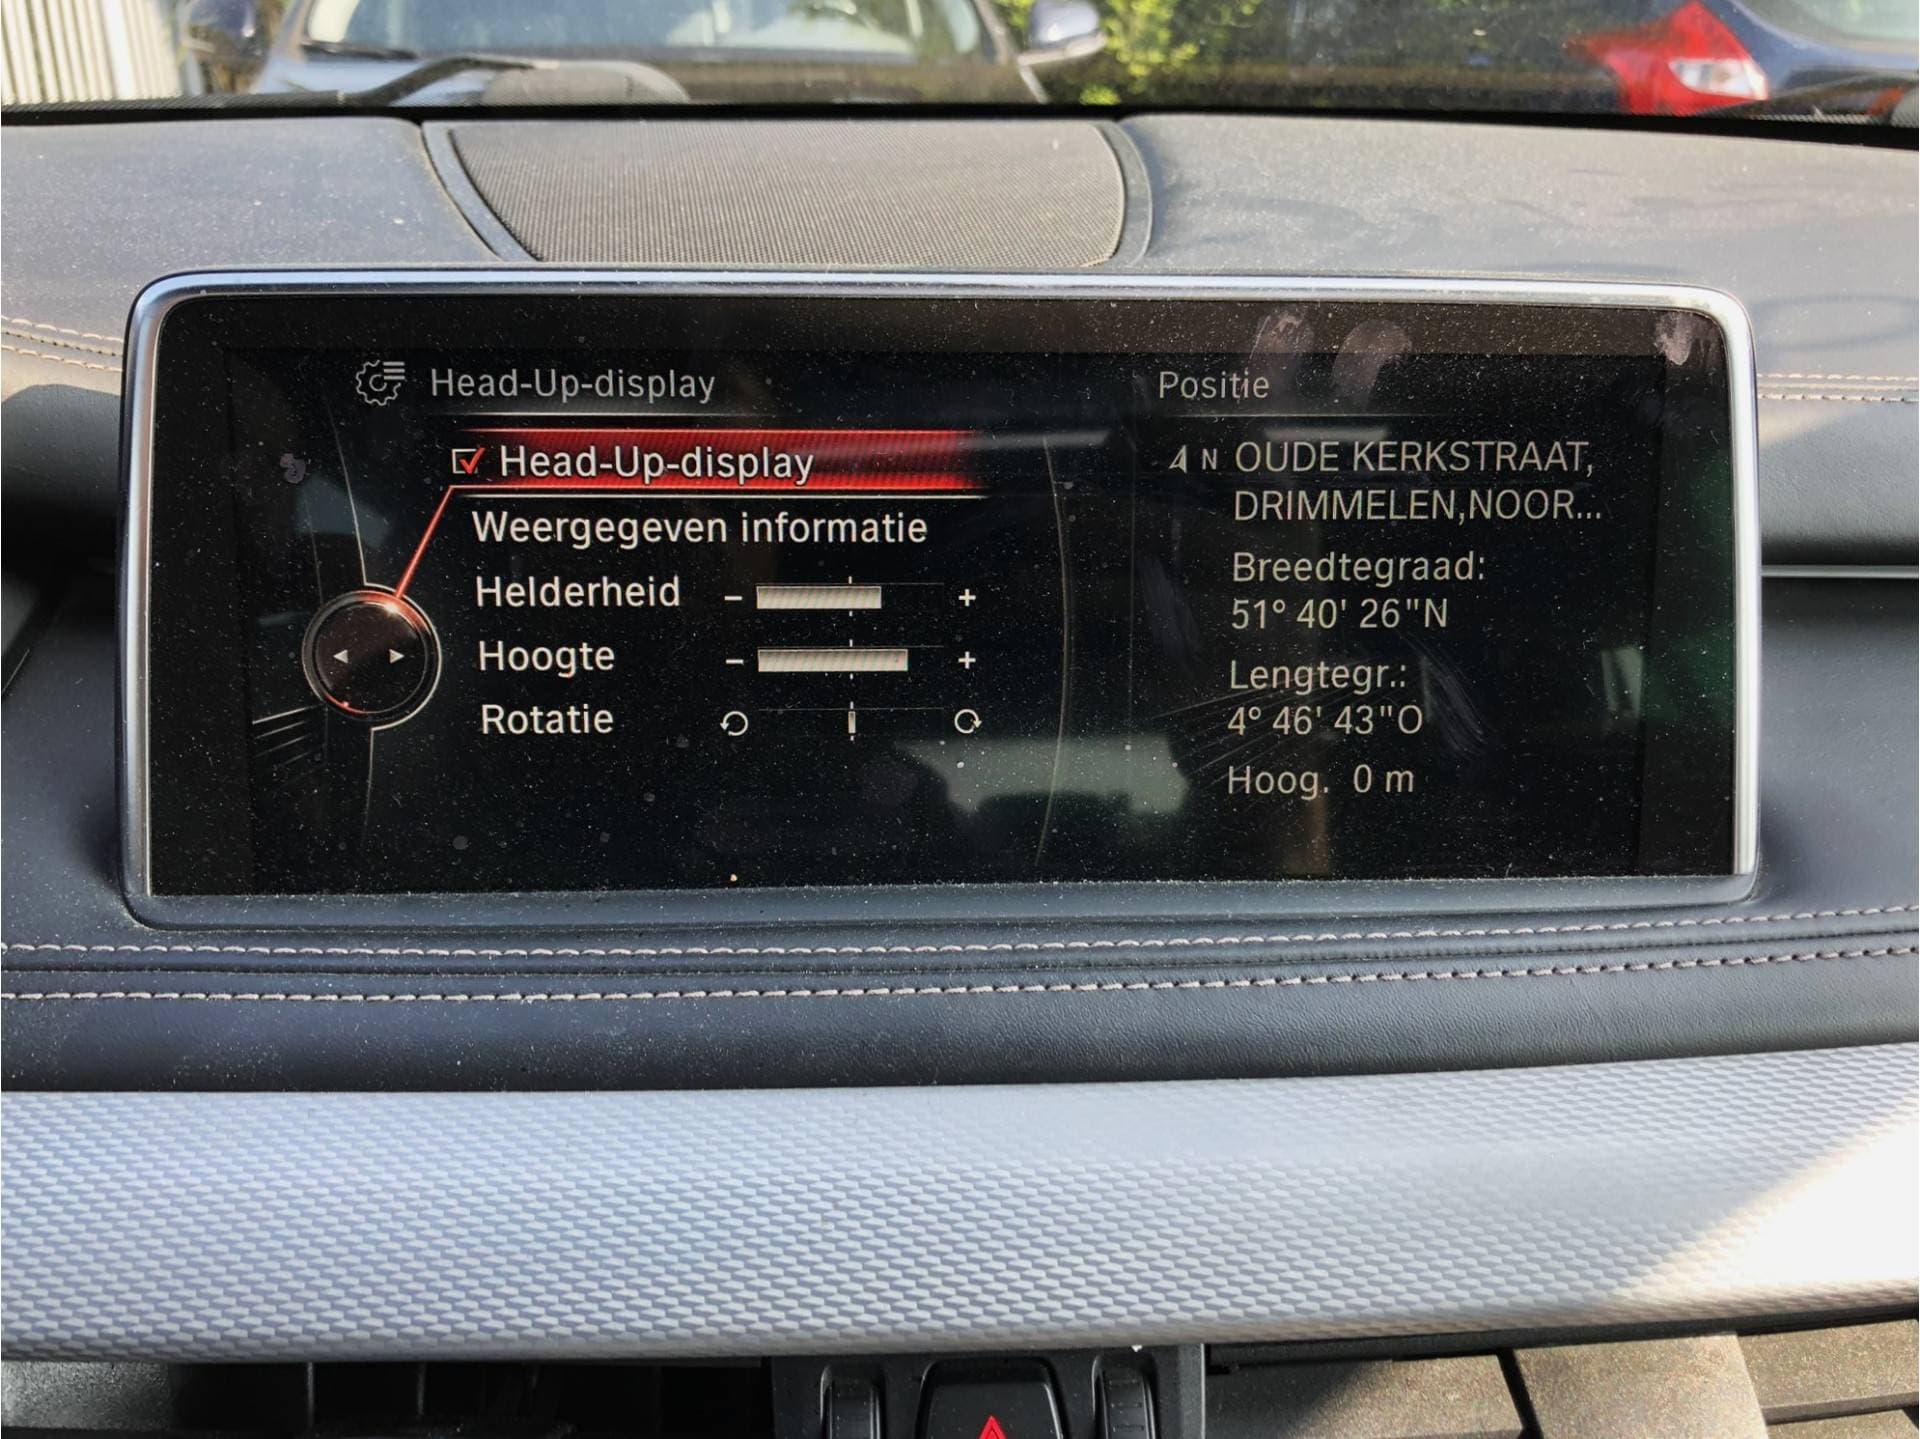 Head-Up-display
Head-Up-display
Weergegeven informatie
Helderheid - +
Hoogte - +
Rotatie
Positie
N OUDE KERKSTRAAT,
DRIMMELEN,NOOR...
Breedtegraad:
51° 40' 26"N
Lengtegr.:
4° 46' 43"O
Hoog. 0 m